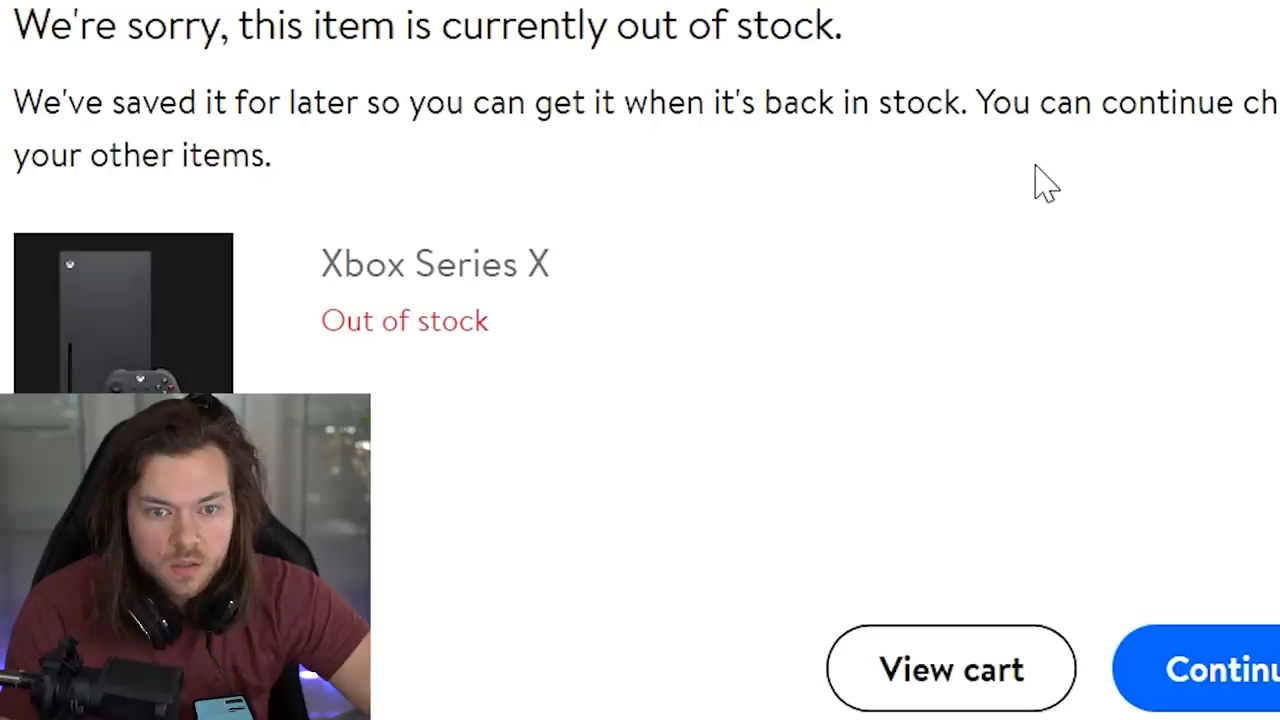 We're sorry, this item is currently out of stock.
We've saved it for later so you can get it when it's back in stock. You can continue ch
your other items.
Xbox Series X
Out of stock
View cart
Continu